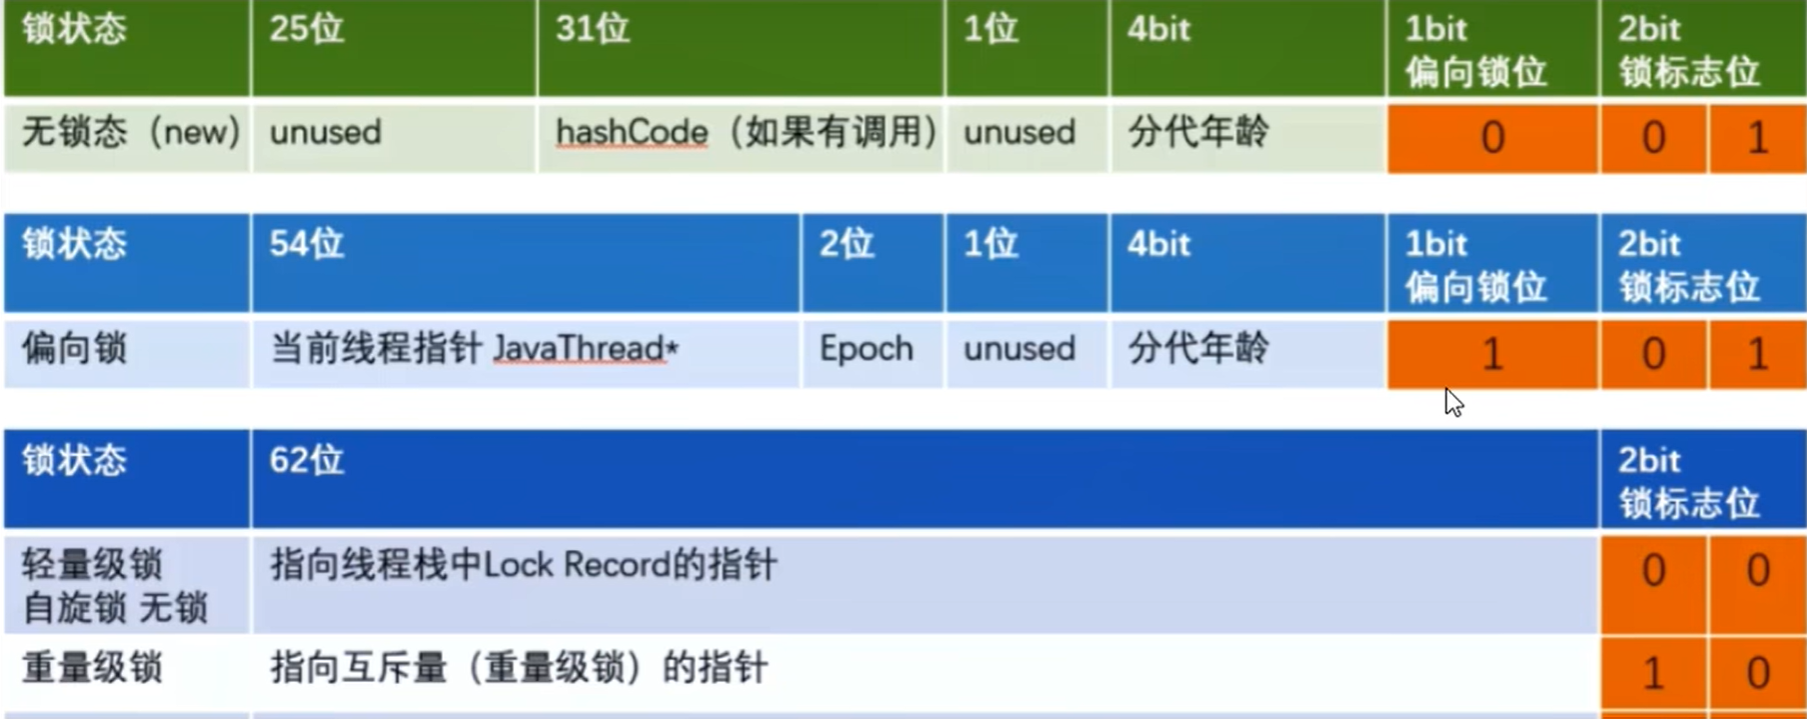 锁状态 25位 31位 1位 4bit 1bit 2bit
偏向锁位 锁标志位
无锁态（new） unused hashCode（如果有调用） unused 分代年龄 0 0 1
锁状态 54位 2位 1位 4bit 1bit 2bit
偏向锁位 锁标志位
偏向锁 当前线程指针 JavaThread* Epoch unused 分代年龄 1 0 1
锁状态 62位 2bit
锁标志位
轻量级锁 指向线程栈中Lock Record的指针 0 0
自旋锁 无锁
重量级锁 指向互斥量（重量级锁）的指针 1 0